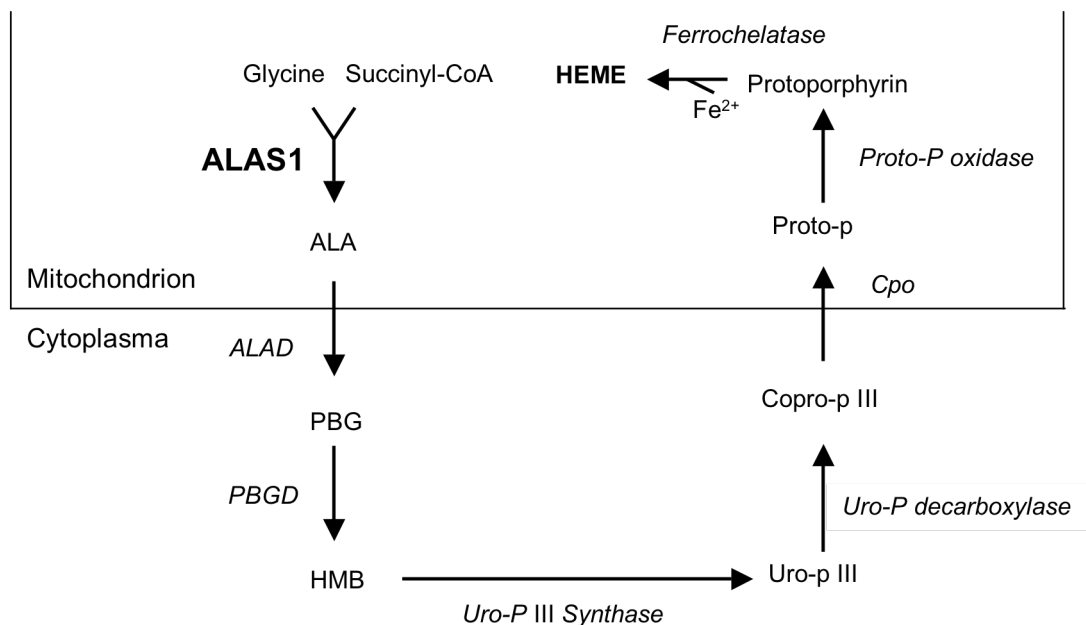 Ferrochelatase
Glycine Succinyl-CoA
HEME
Protoporphyrin
Fe²⁺
ALAS1
Proto-P oxidase
Proto-p
ALA
Mitochondrion
Cpo
Cytoplasma
ALAD
Copro-p III
PBG
PBGD
Uro-P decarboxylase
HMB
Uro-p III
Uro-P III Synthase